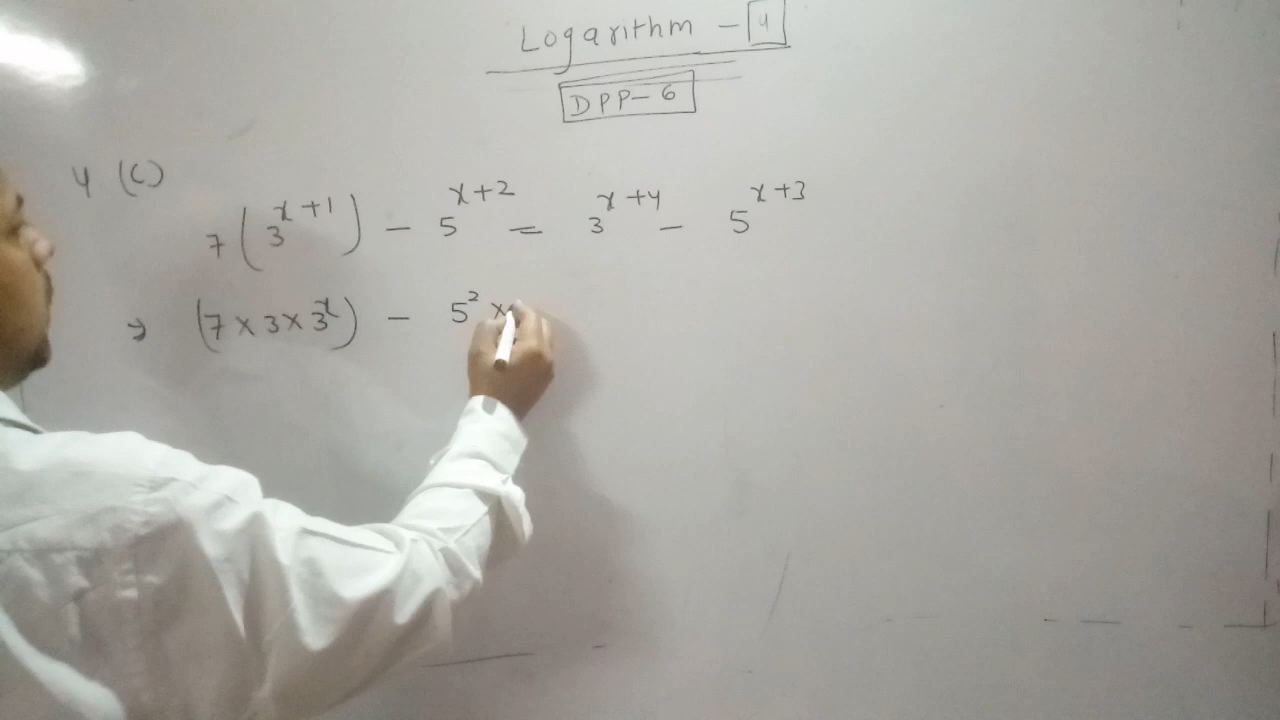 Logarithm - 4
DPP- 6
4 (C)
7(3^{x+1}) - 5^{x+2} = 3^{x+4} - 5^{x+3}
→ (7×3×3^x) - 5^2 ×